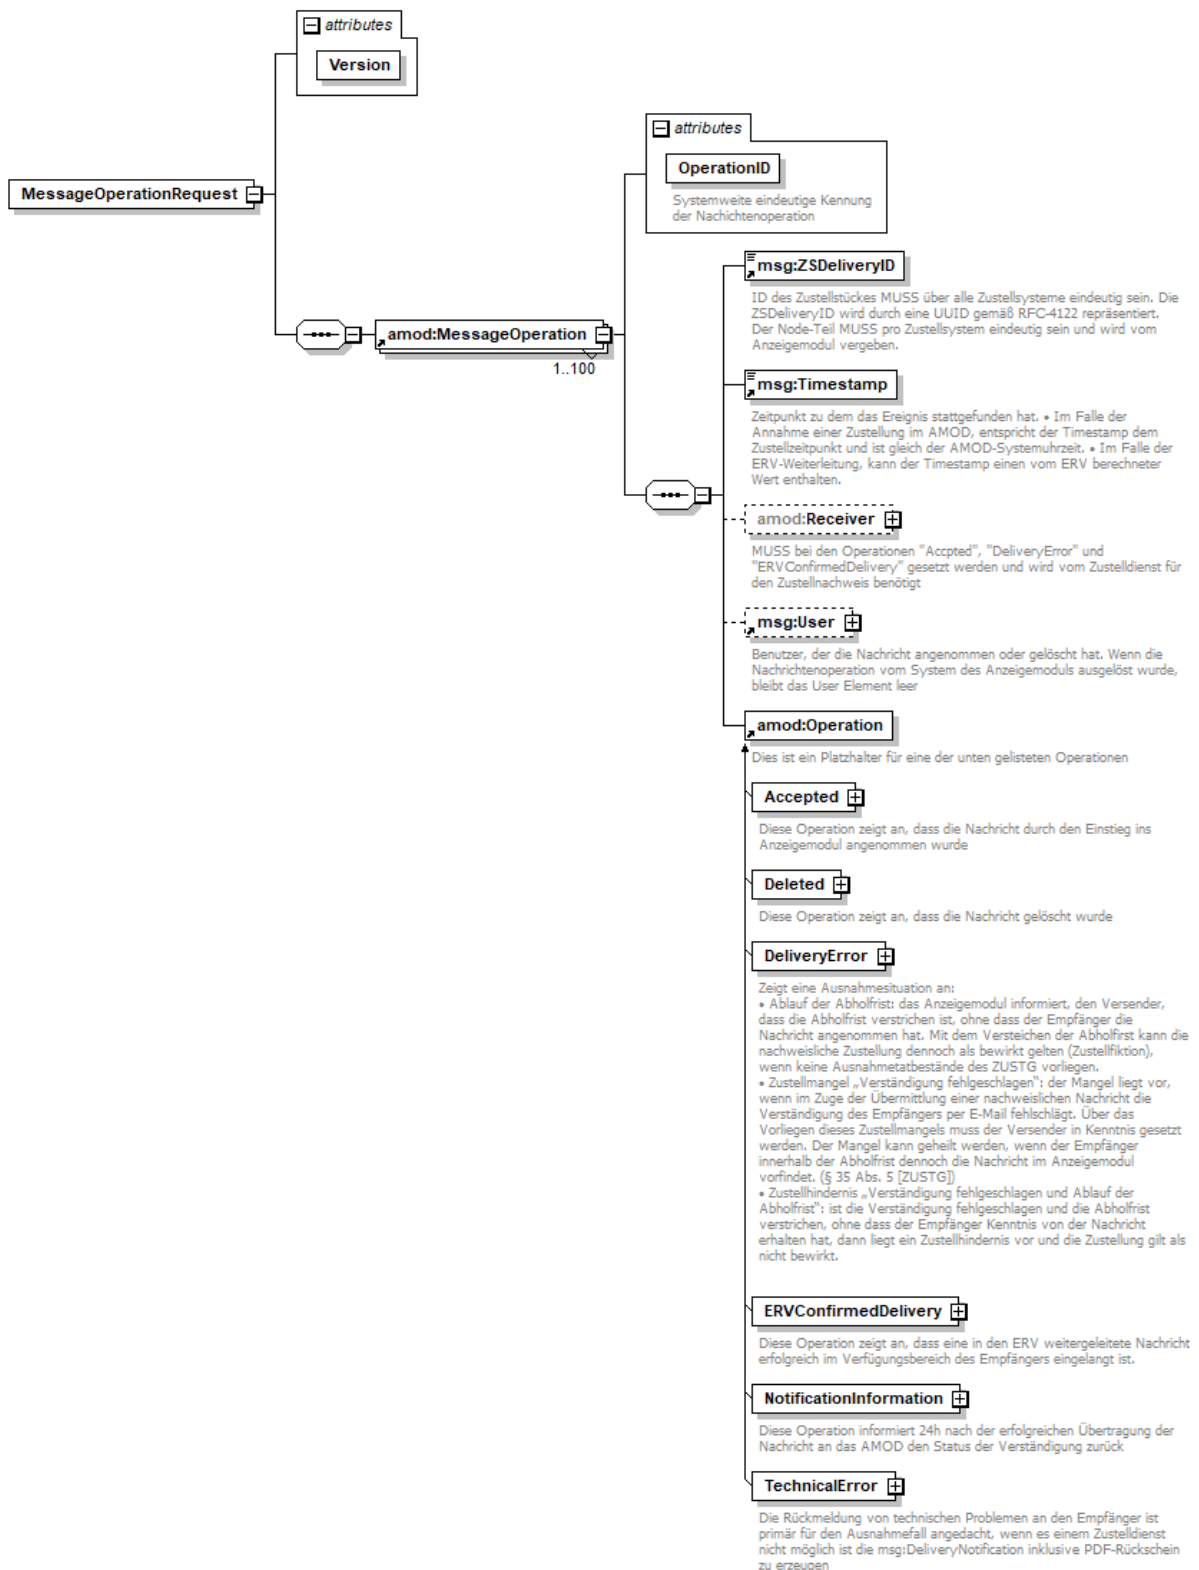 attributes
Version
attributes
OperationID
Systemweite eindeutige Kennung
der Nachichtenoperation
MessageOperationRequest
msg:ZSDeliveryID
ID des Zustellstückes MUSS über alle Zustellsysteme eindeutig sein. Die
ZSDeliveryID wird durch eine UUID gemäß RFC-4122 repräsentiert.
Der Node-Teil MUSS pro Zustellsystem eindeutig sein und wird vom
Anzeigemodul vergeben.
amod:MessageOperation
1..100
msg:Timestamp
Zeitpunkt zu dem das Ereignis stattgefunden hat. • Im Falle der
Annahme einer Zustellung im AMOD, entspricht der Timestamp dem
Zustellzeitpunkt und ist gleich der AMOD-Systemuhrzeit. • Im Falle der
ERV-Weiterleitung, kann der Timestamp einen vom ERV berechneter
Wert enthalten.
amod:Receiver
MUSS bei den Operationen "Accpted", "DeliveryError" und
"ERVConfirmedDelivery" gesetzt werden und wird vom Zustelldienst für
den Zustellnachweis benötigt
msg:User
Benutzer, der die Nachricht angenommen oder gelöscht hat. Wenn die
Nachrichtenoperation vom System des Anzeigemoduls ausgelöst wurde,
bleibt das User Element leer
amod:Operation
Dies ist ein Platzhalter für eine der unten gelisteten Operationen
Accepted
Diese Operation zeigt an, dass die Nachricht durch den Einstieg ins
Anzeigemodul angenommen wurde
Deleted
Diese Operation zeigt an, dass die Nachricht gelöscht wurde
DeliveryError
Zeigt eine Ausnahmesituation an:
• Ablauf der Abholfrist: das Anzeigemodul informiert, den Versender,
dass die Abholfrist verstrichen ist, ohne dass der Empfänger die
Nachricht angenommen hat. Mit dem Versteichen der Abholfirst kann die
nachweisliche Zustellung dennoch als bewirkt gelten (Zustellfiktion),
wenn keine Ausnahmetatbestände des ZUSTG vorliegen.
• Zustellmangel „Verständigung fehlgeschlagen“: der Mangel liegt vor,
wenn im Zuge der Übermittlung einer nachweislichen Nachricht die
Verständigung des Empfängers per E-Mail fehlschlägt. Über das
Vorliegen dieses Zustellmangels muss der Versender in Kenntnis gesetzt
werden. Der Mangel kann geheilt werden, wenn der Empfänger
innerhalb der Abholfrist dennoch die Nachricht im Anzeigemodul
vorfindet. (§ 35 Abs. 5 [ZUSTG])
• Zustellhindernis „Verständigung fehlgeschlagen und Ablauf der
Abholfrist“: ist die Verständigung fehlgeschlagen und die Abholfrist
verstrichen, ohne dass der Empfänger Kenntnis von der Nachricht
erhalten hat, dann liegt ein Zustellhindernis vor und die Zustellung gilt als
nicht bewirkt.
ERVConfirmedDelivery
Diese Operation zeigt an, dass eine in den ERV weitergeleitete Nachricht
erfolgreich im Verfügungsbereich des Empfängers eingelangt ist.
NotificationInformation
Diese Operation informiert 24h nach der erfolgreichen Übertragung der
Nachricht an das AMOD den Status der Verständigung zurück
TechnicalError
Die Rückmeldung von technischen Problemen an den Empfänger ist
primär für den Ausnahmefall angedacht, wenn es einem Zustelldienst
nicht möglich ist die msg:DeliveryNotification inklusive PDF-Rückschein
zu erzeugen